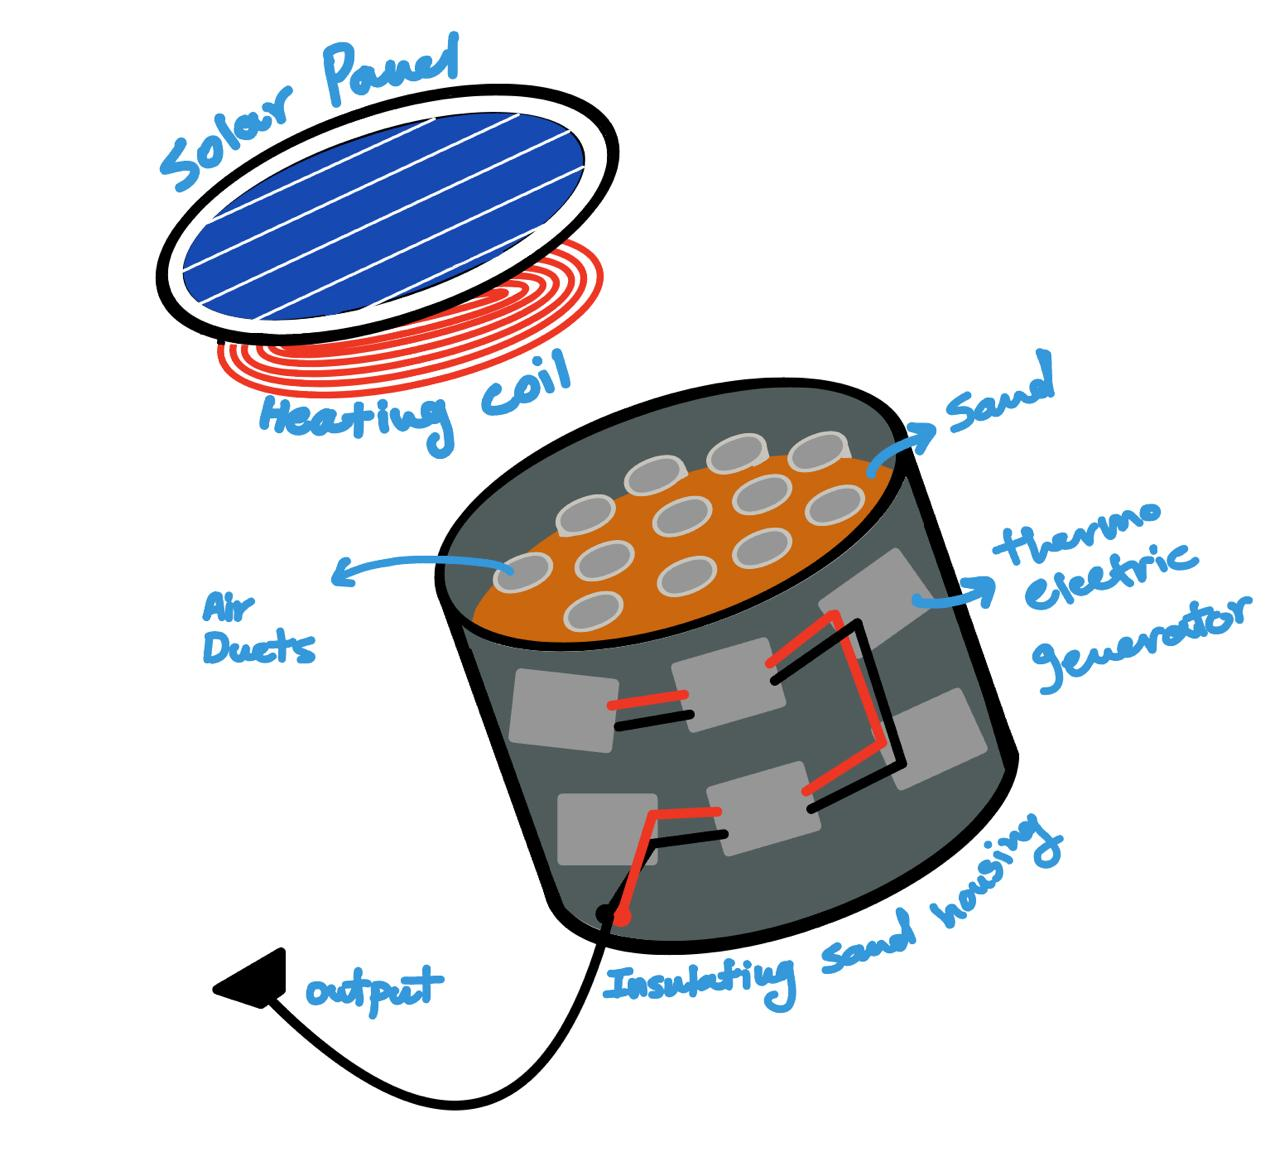 Solar Panel
Heating coil
Sand
Air
Ducts
thermo
electric
generator
Insulating sand housing
output